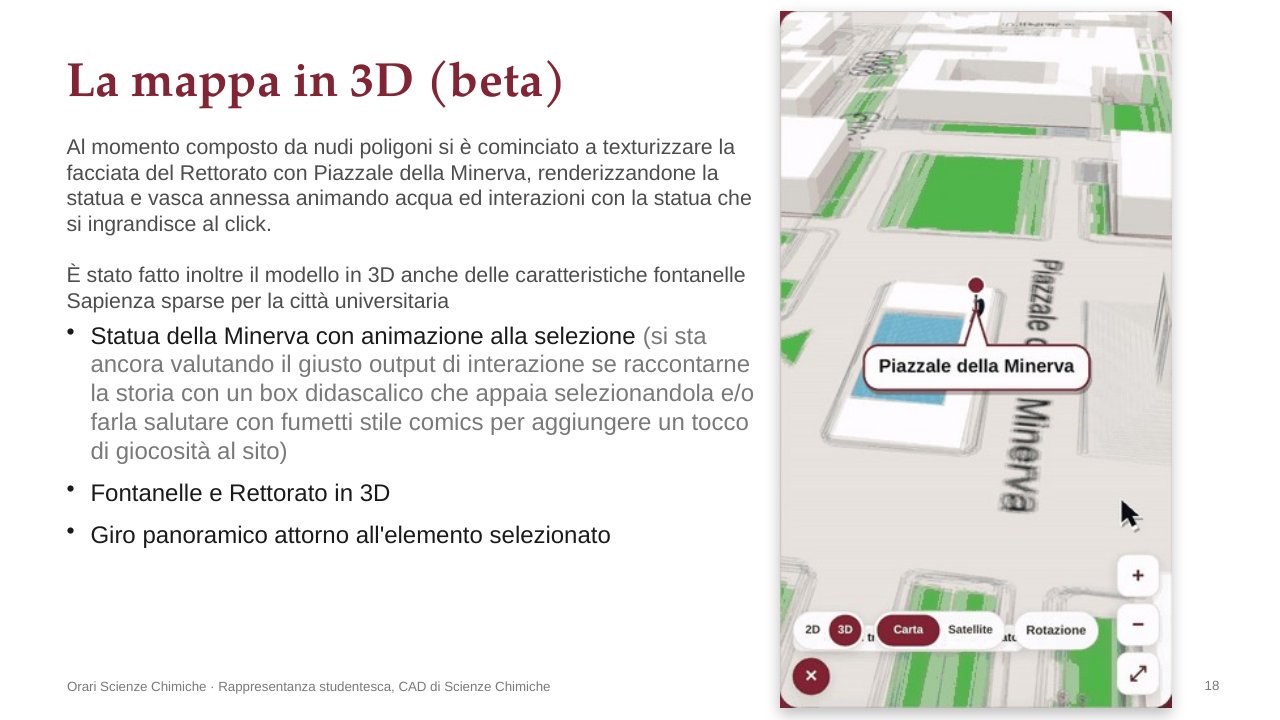 La mappa in 3D (beta)
Al momento composto da nudi poligoni si è cominciato a texturizzare la
facciata del Rettorato con Piazzale della Minerva, renderizzandone la
statua e vasca annessa animando acqua ed interazioni con la statua che
si ingrandisce al click.
È stato fatto inoltre il modello in 3D anche delle caratteristiche fontanelle
Sapienza sparse per la città universitaria
• Statua della Minerva con animazione alla selezione (si sta
ancora valutando il giusto output di interazione se raccontarne
la storia con un box didascalico che appaia selezionandola e/o
farla salutare con fumetti stile comics per aggiungere un tocco
di giocosità al sito)
• Fontanelle e Rettorato in 3D
• Giro panoramico attorno all'elemento selezionato
Piazzale
Minerva
Piazzale della Minerva
+
−
2D 3D Carta Satellite Rotazione
×
Orari Scienze Chimiche · Rappresentanza studentesca, CAD di Scienze Chimiche
18